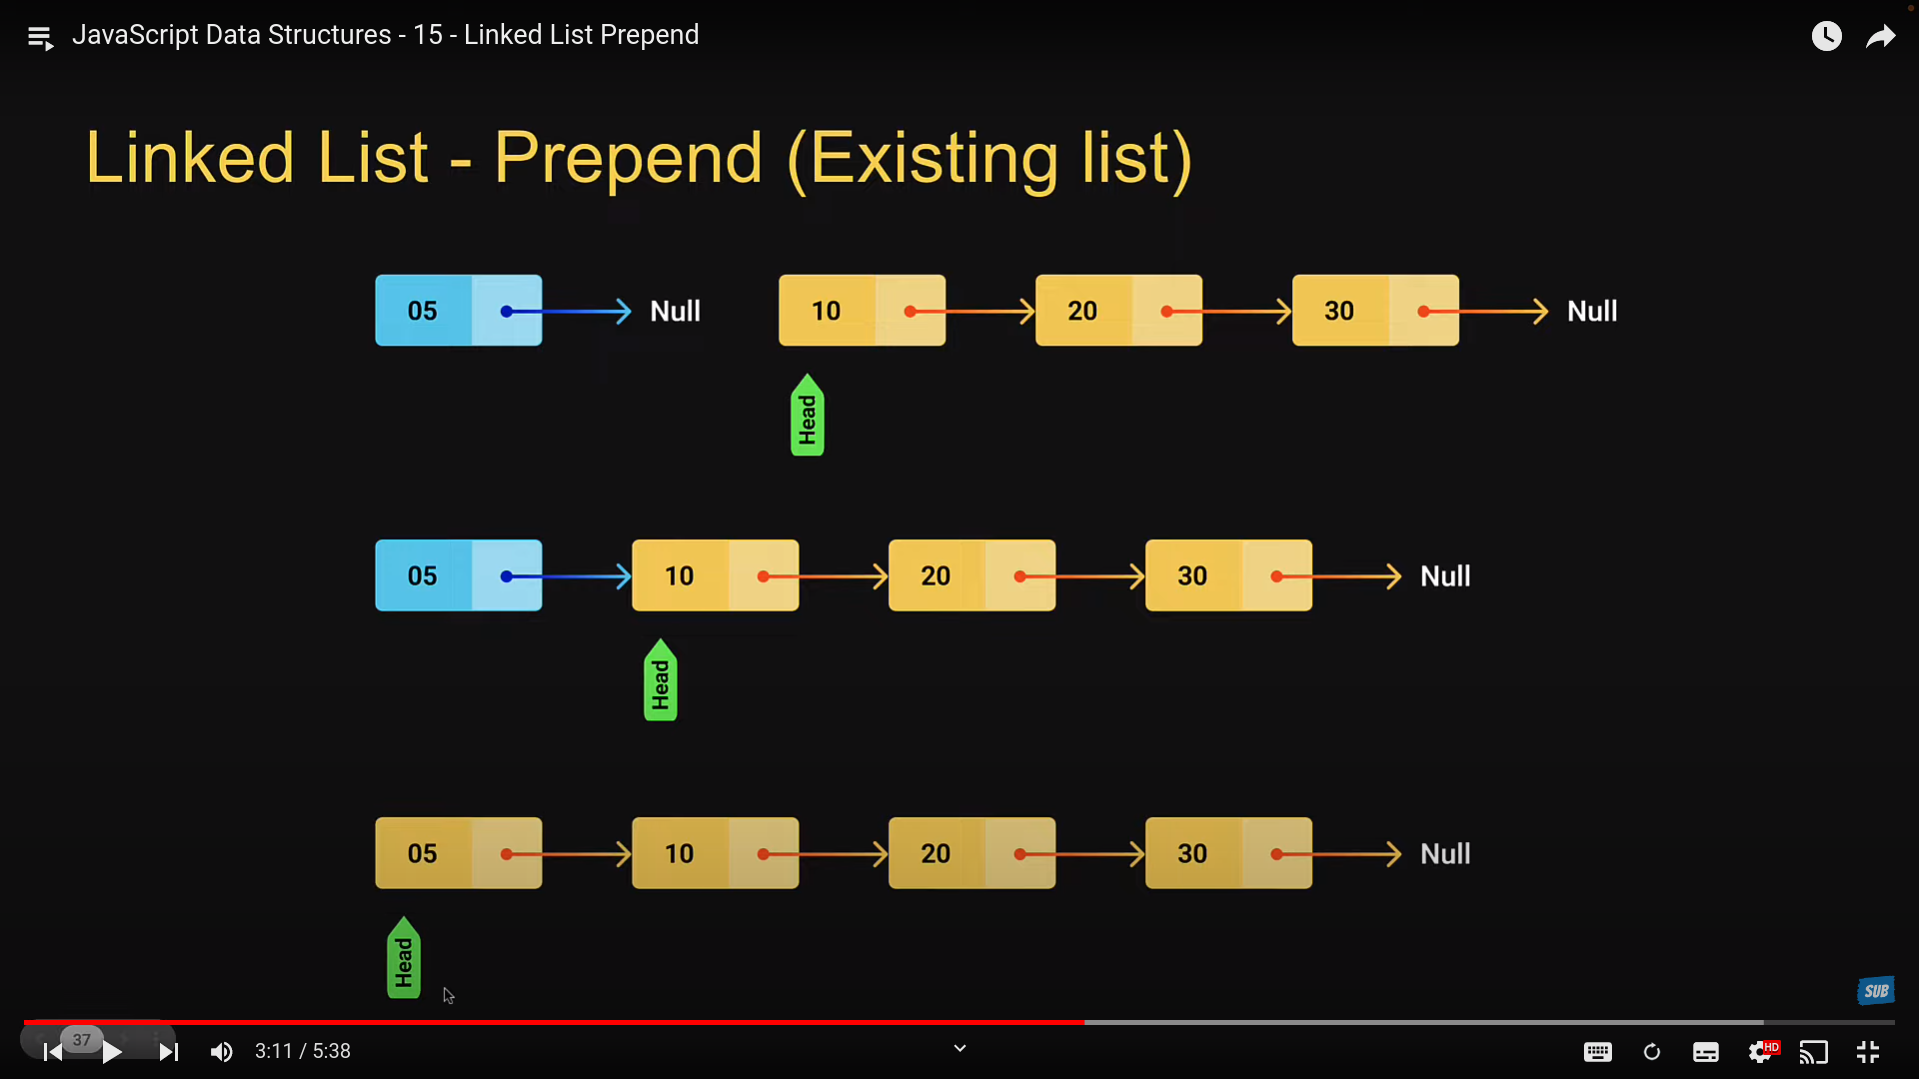 JavaScript Data Structures - 15 - Linked List Prepend
Linked List - Prepend (Existing list)
05 Null 10 20 30 Null
Head
05 10 20 30 Null
Head
05 10 20 30 Null
Head
SUB
37
3:11 / 5:38
HD